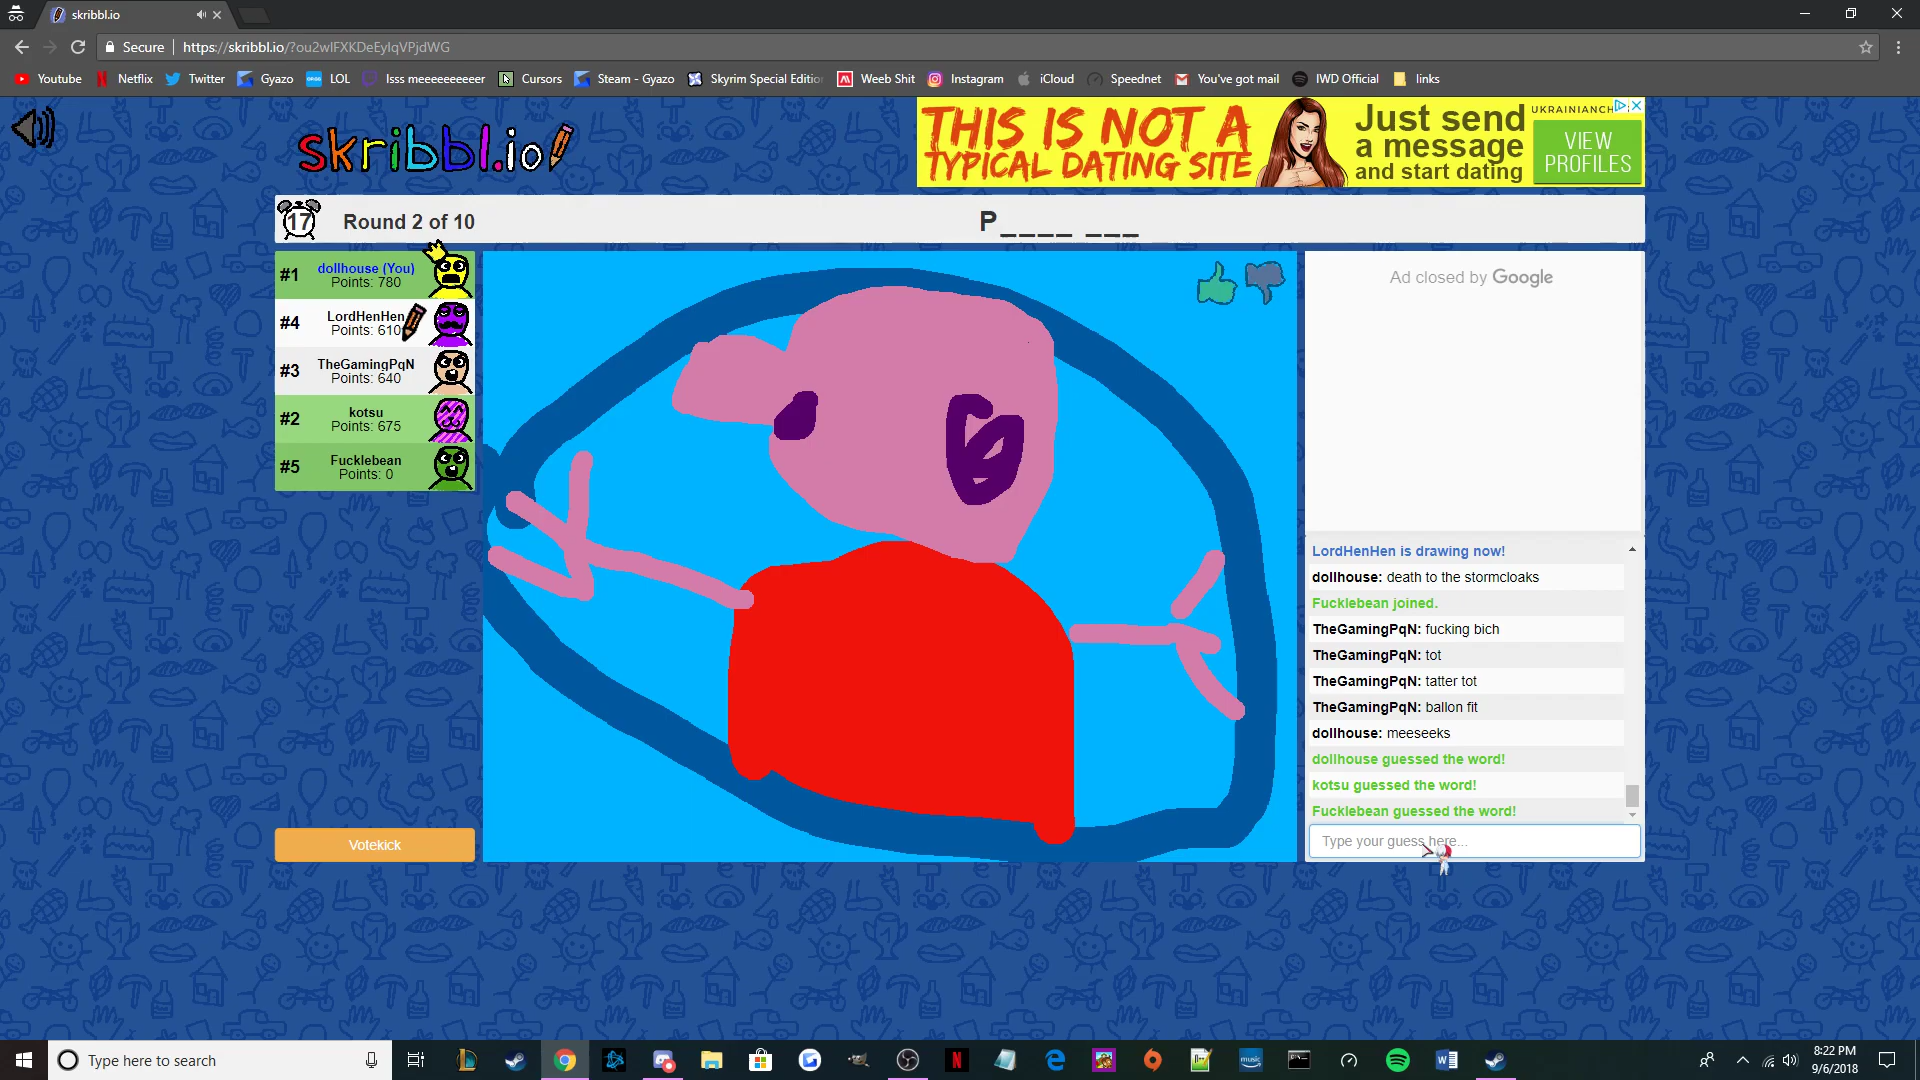 skribbl.io
Secure
https://skribbl.io/?ou2wlFXKDeEyIqVPjdWG
Youtube
Netflix
Twitter
Gyazo
LOL
Isss meeeeeeeeeer
Cursors
Steam - Gyazo
Skyrim Special Edition
Weeb Shit
Instagram
iCloud
Speednet
You've got mail
IWD Official
links
skribbl.io
THIS IS NOT A
TYPICAL DATING SITE
Just send
a message
and start dating
UKRAINIANCH
VIEW
PROFILES
17
Round 2 of 10
P____ ___
#1
dollhouse (You)
Points: 780
#4
LordHenHen
Points: 610
#3
TheGamingPqN
Points: 640
#2
kotsu
Points: 675
#5
Fucklebean
Points: 0
Votekick
Ad closed by Google
LordHenHen is drawing now!
dollhouse: death to the stormcloaks
Fucklebean joined.
TheGamingPqN: fucking bich
TheGamingPqN: tot
TheGamingPqN: tatter tot
TheGamingPqN: ballon fit
dollhouse: meeseeks
dollhouse guessed the word!
kotsu guessed the word!
Fucklebean guessed the word!
Type your guess here...
Type here to search
8:22 PM
9/6/2018